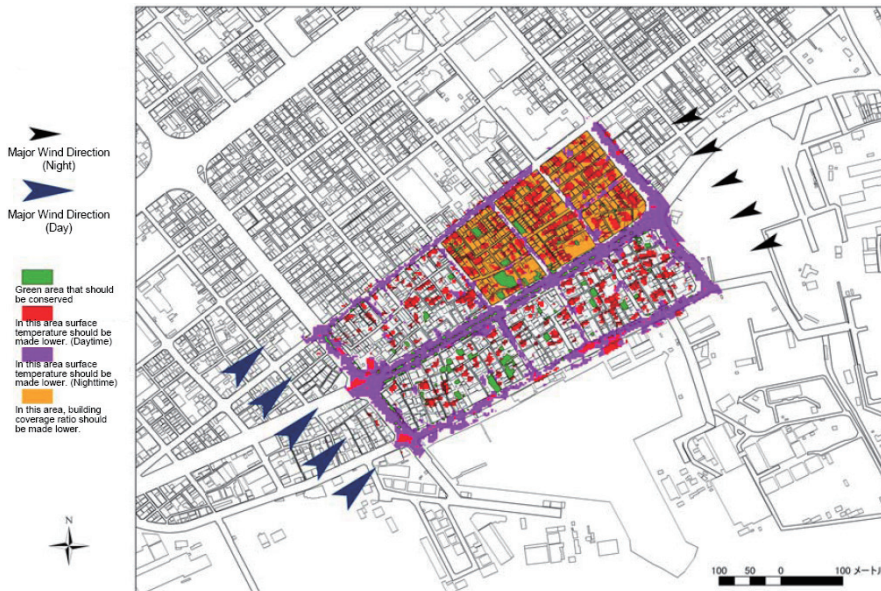 Major Wind Direction
(Night)
Major Wind Direction
(Day)
Green area that should
be conserved
In this area surface
temperature should be
made lower. (Daytime)
In this area surface
temperature should be
made lower. (Nighttime)
In this area, building
coverage ratio should
be made lower.
N
100 50 0 100 メートル